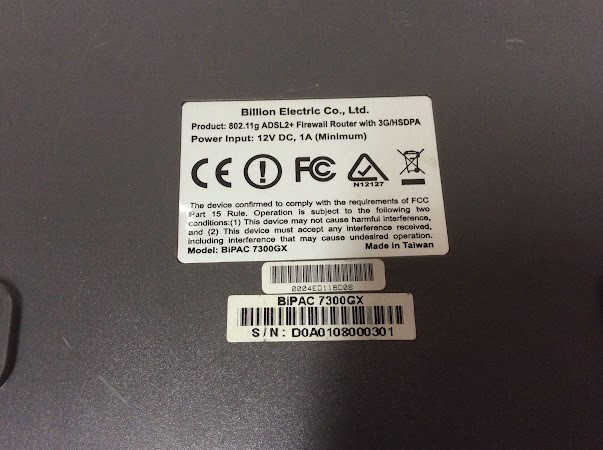 Billion Electric Co., Ltd.
Product: 802.11g ADSL2+ Firewall Router with 3G/HSDPA
Power Input: 12V DC, 1A (Minimum)
CE FC
N12127
The device confirmed to comply with the requirements of FCC
Part 15 Rule. Operation is subject to the following two
conditions:(1) This device may not cause harmful interference,
and (2) This device must accept any interference received,
including interference that may cause undesired operation.
Model: BiPAC 7300GX Made in Taiwan
0004ED11BD0B
BiPAC 7300GX
S/N: D0A0108000301